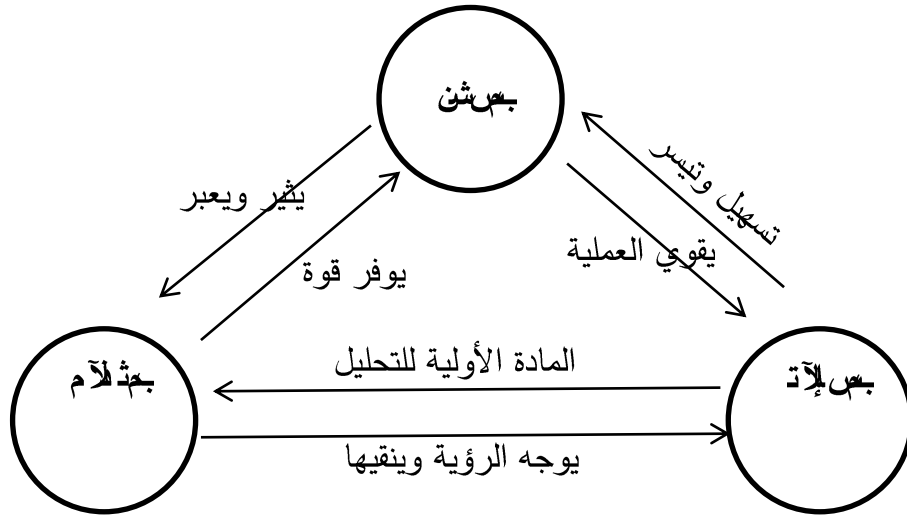 يثير ويعبر
تسهيل وتيسر
يقوي العملية
يوفر قوة
المادة الأولية للتحليل
يوجه الرؤية وينقيها